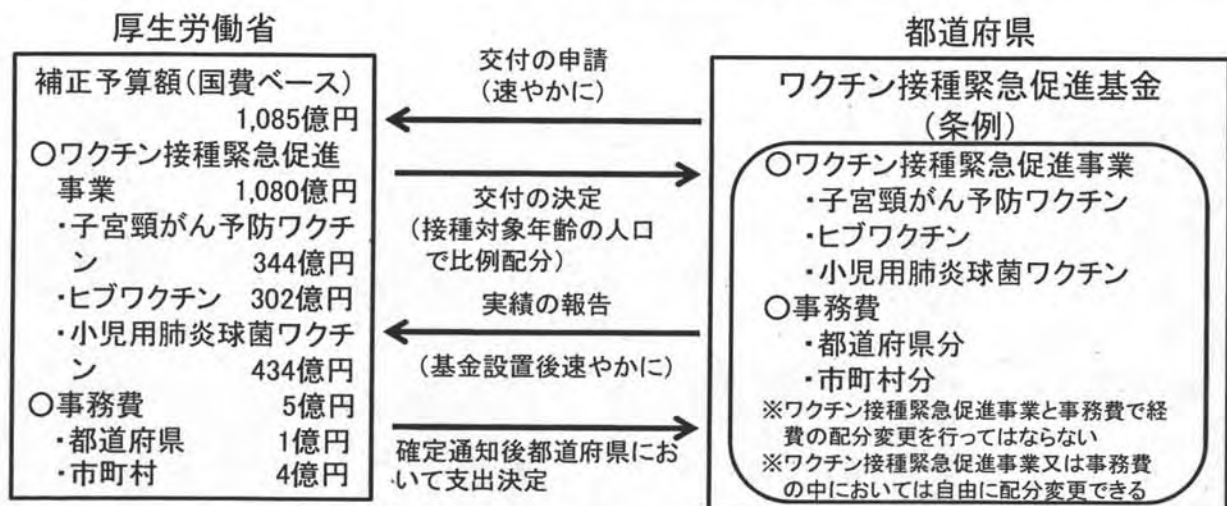 厚生労働省
補正予算額(国費ベース)
1,085億円
○ワクチン接種緊急促進
事業 1,080億円
・子宮頸がん予防ワクチ
ン 344億円
・ヒブワクチン 302億円
・小児用肺炎球菌ワクチ
ン 434億円
○事務費 5億円
・都道府県 1億円
・市町村 4億円
交付の申請
(速やかに)
交付の決定
(接種対象年齢の人口
で比例配分)
実績の報告
(基金設置後速やかに)
確定通知後都道府県にお
いて支出決定
都道府県
ワクチン接種緊急促進基金
(条例)
○ワクチン接種緊急促進事業
・子宮頸がん予防ワクチン
・ヒブワクチン
・小児用肺炎球菌ワクチン
○事務費
・都道府県分
・市町村分
※ワクチン接種緊急促進事業と事務費で経
費の配分変更を行ってはならない
※ワクチン接種緊急促進事業又は事務費
の中においては自由に配分変更できる